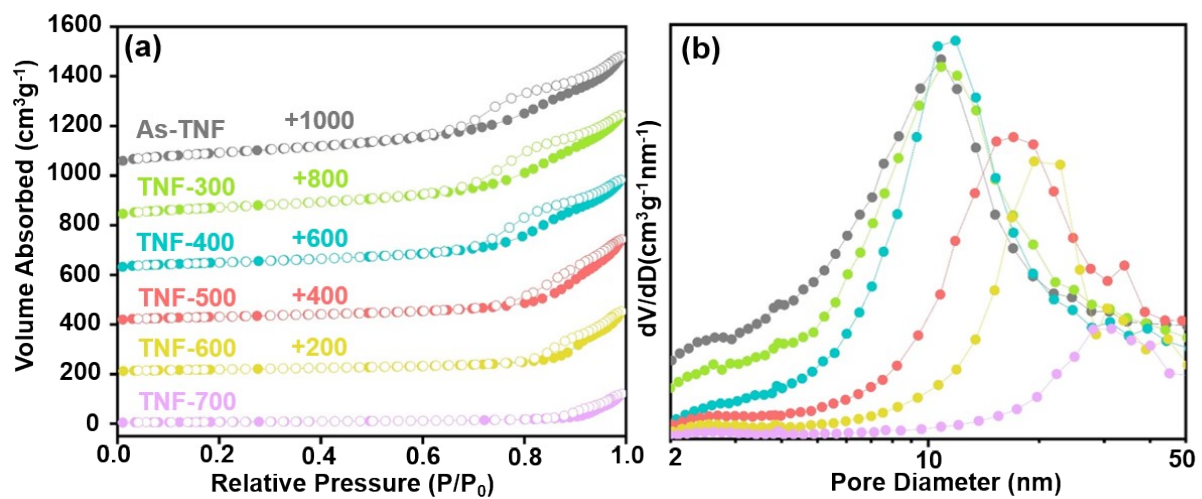 (a)
Volume Absorbed (cm³g⁻¹)
1600
1400
1200
1000
800
600
400
200
0
As-TNF +1000
TNF-300 +800
TNF-400 +600
TNF-500 +400
TNF-600 +200
TNF-700
0.0 0.2 0.4 0.6 0.8 1.0
Relative Pressure (P/P₀)
(b)
dV/dD(cm³g⁻¹nm⁻¹)
2 10 50
Pore Diameter (nm)